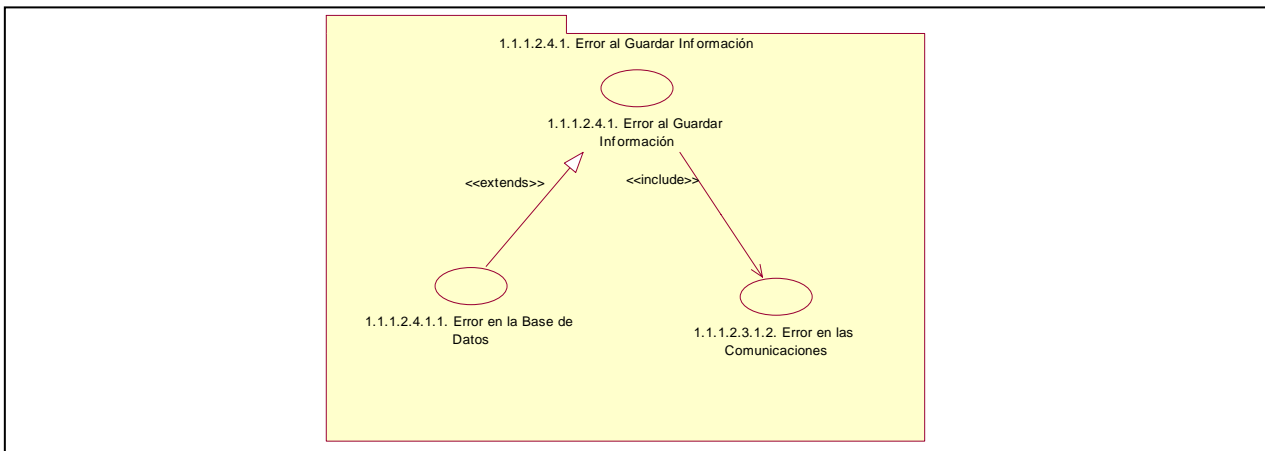 1.1.1.2.4.1. Error al Guardar Información
1.1.1.2.4.1. Error al Guardar
Información
<<extends>>
<<include>>
1.1.1.2.4.1.1. Error en la Base de
Datos
1.1.1.2.3.1.2. Error en las
Comunicaciones